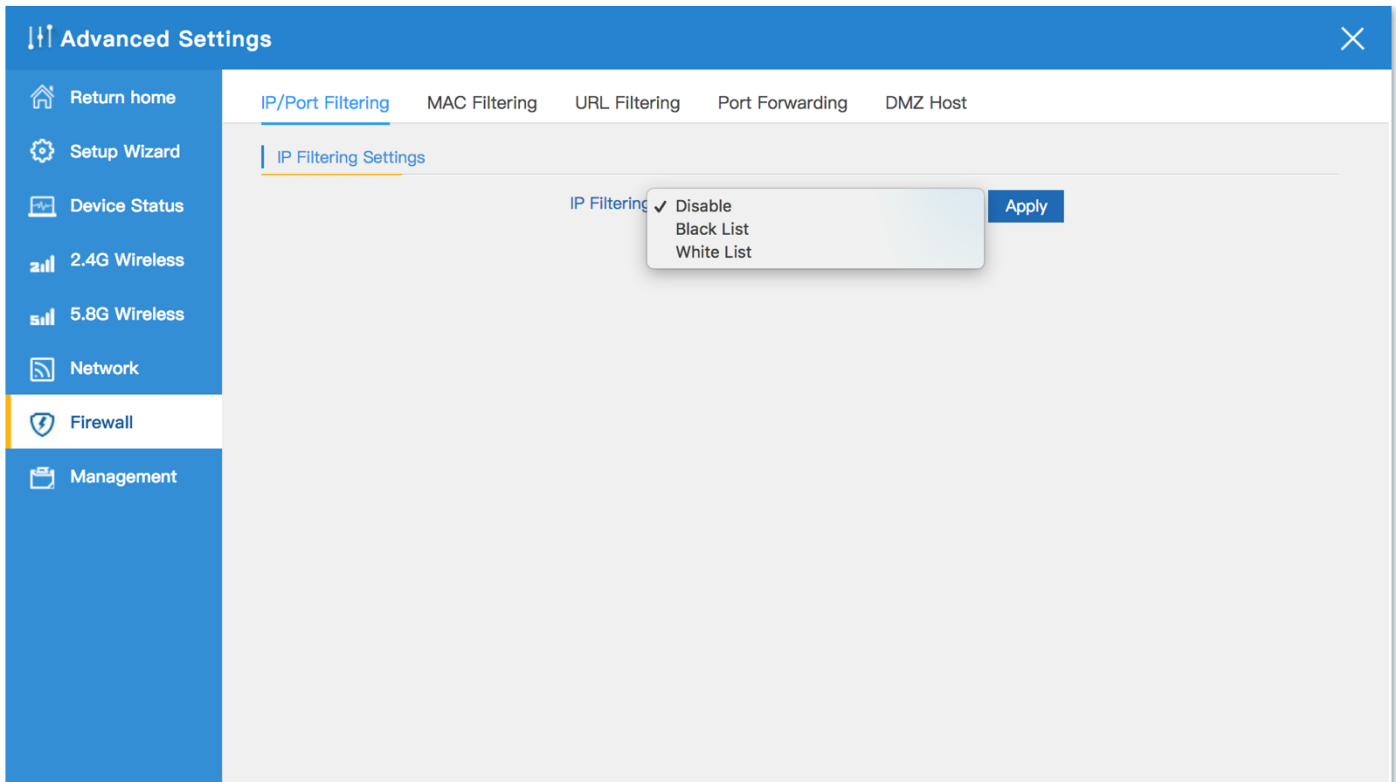 Advanced Settings
Return home
Setup Wizard
Device Status
2.4G Wireless
5.8G Wireless
Network
Firewall
Management
IP/Port Filtering MAC Filtering URL Filtering Port Forwarding DMZ Host
IP Filtering Settings
IP Filtering
✓ Disable
Black List
White List
Apply